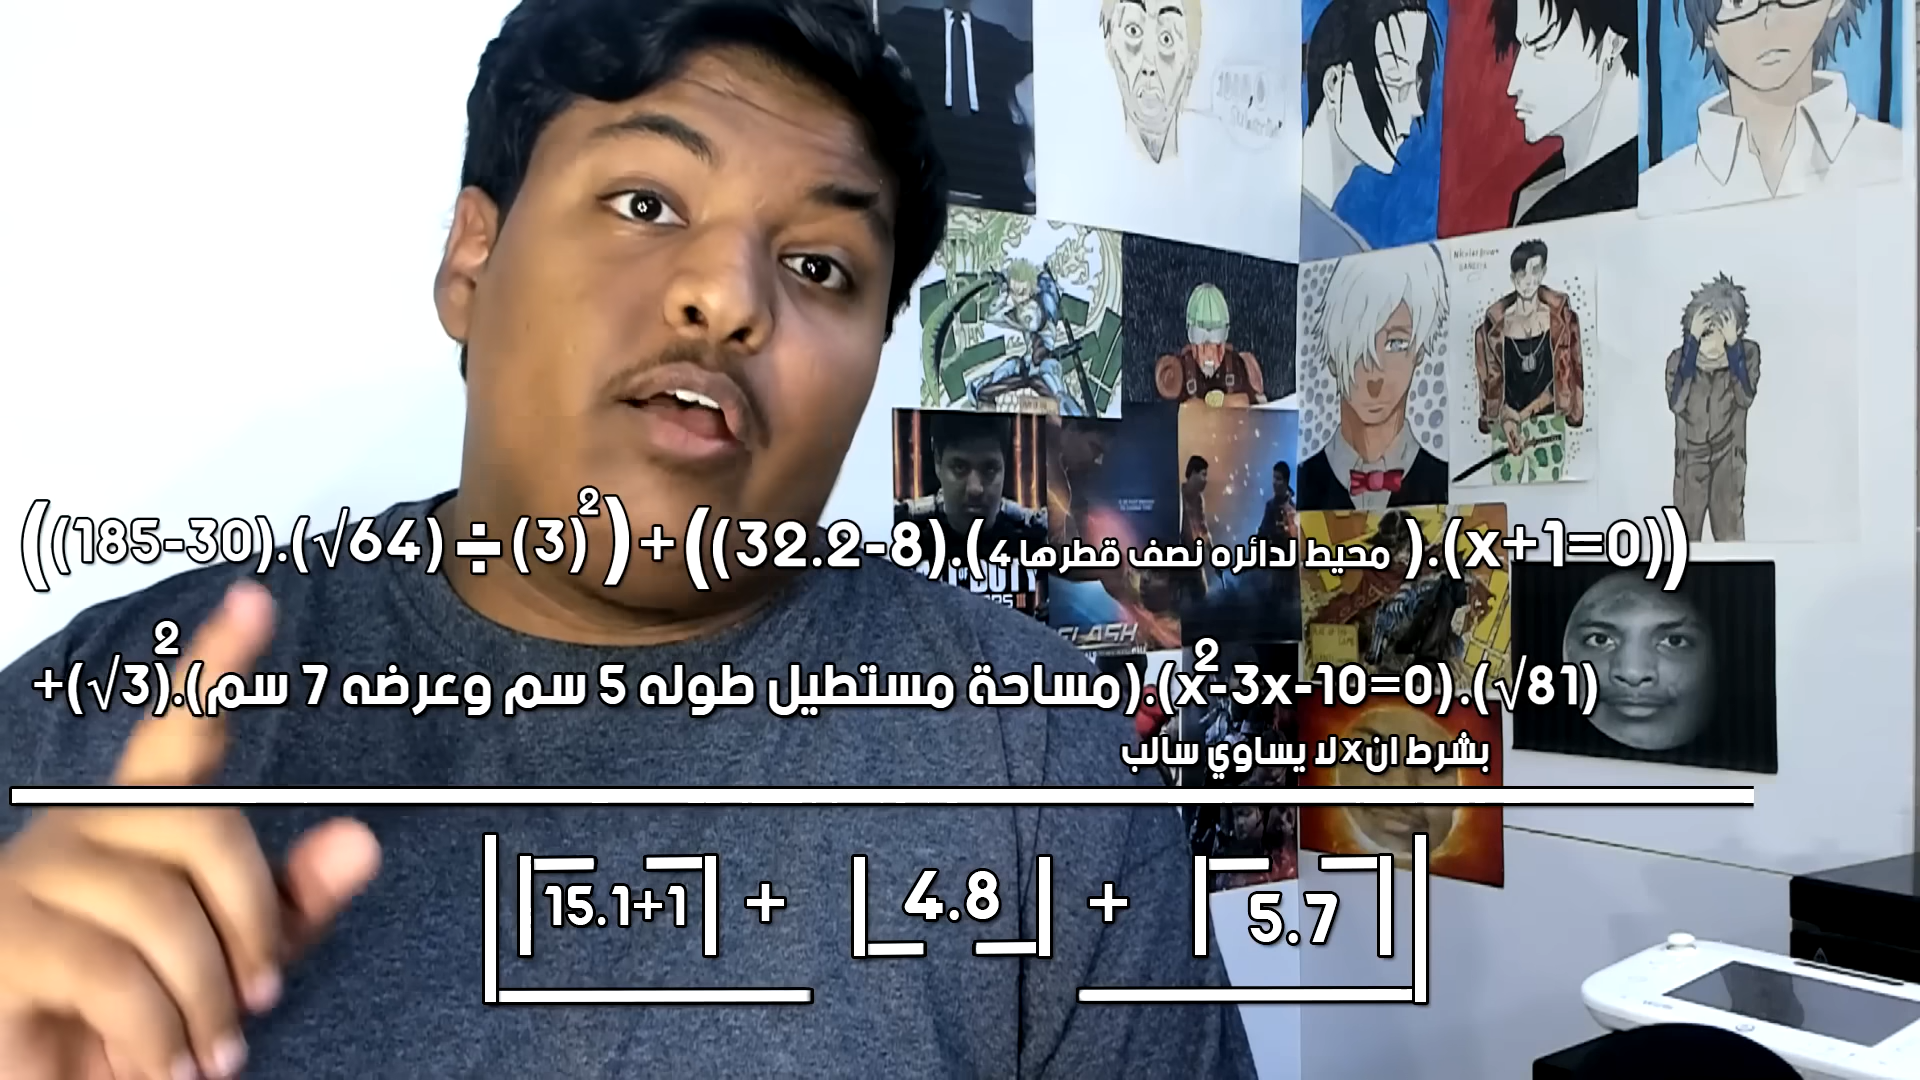 ((185-30).(√64)÷(3)²)+((32.2-8).(محيط لدائره نصف قطرها 4).(x+1=0))
+(√3)².(مساحة مستطيل طوله 5 سم وعرضه 7 سم).(x²-3x-10=0).(√81)
بشرط ان x لا يساوي سالب
⌊⌈15.1+1⌉ + ⌊4.8⌋ + ⌈5.7⌉⌋